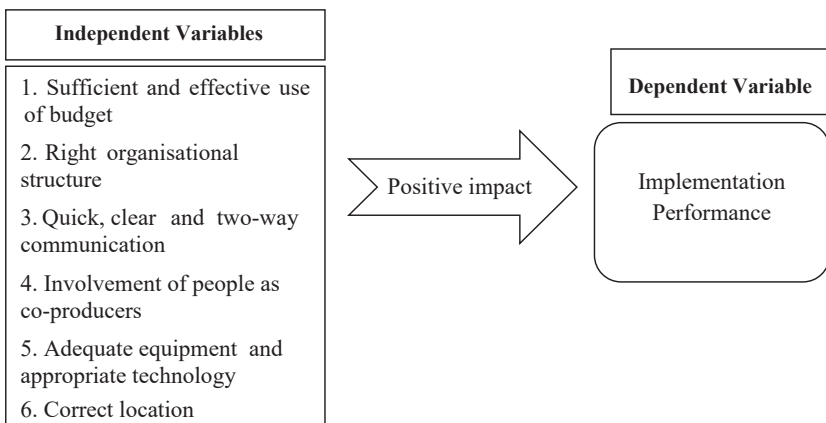 Independent Variables
1. Sufficient and effective use
of budget
2. Right organisational
structure
3. Quick, clear and two-way
communication
4. Involvement of people as
co-producers
5. Adequate equipment and
appropriate technology
6. Correct location
Positive impact
Dependent Variable
Implementation
Performance